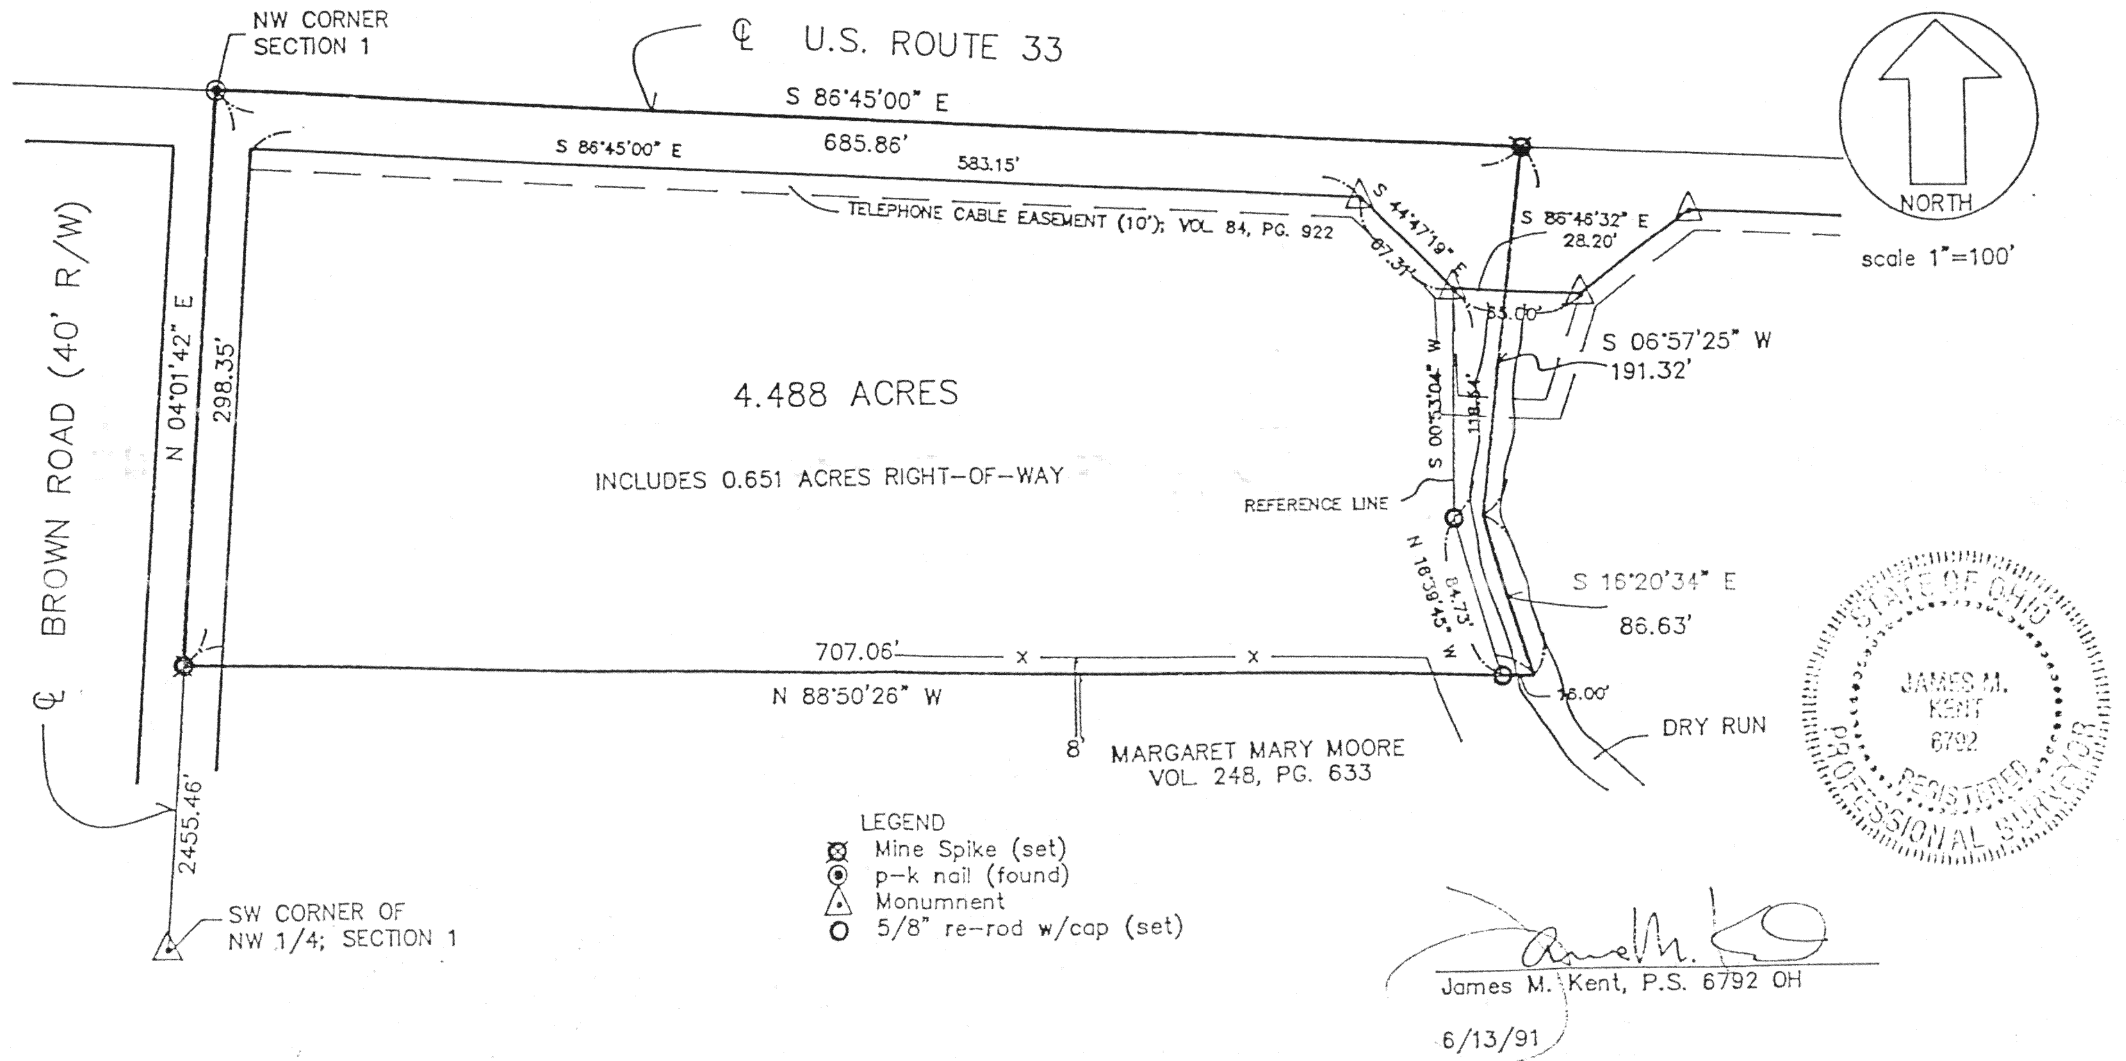 NW CORNER
SECTION 1
℄ U.S. ROUTE 33
S 86°45'00" E
685.86'
S 86°45'00" E
583.15'
TELEPHONE CABLE EASEMENT (10'); VOL. 84, PG. 922
S 44°47'19" E
67.31'
S 86°46'32" E
28.20'
63.00'
NORTH
scale 1"=100'
℄ BROWN ROAD (40' R/W)
N 04°01'42" E
298.35'
4.488 ACRES
INCLUDES 0.651 ACRES RIGHT-OF-WAY
S 00°53'04" W
118.54'
S 06°57'25" W
191.32'
REFERENCE LINE
N 16°39'45" W
84.73'
S 16°20'34" E
86.63'
707.06'
x
x
N 88°50'26" W
16.00'
8'
MARGARET MARY MOORE
VOL. 248, PG. 633
DRY RUN
2455.46'
SW CORNER OF
NW 1/4; SECTION 1
LEGEND
Mine Spike (set)
p-k nail (found)
Monumnent
5/8" re-rod w/cap (set)
STATE OF OHIO
JAMES M.
KENT
6792
REGISTERED
PROFESSIONAL SURVEYOR
James M. Kent, P.S. 6792 OH
6/13/91